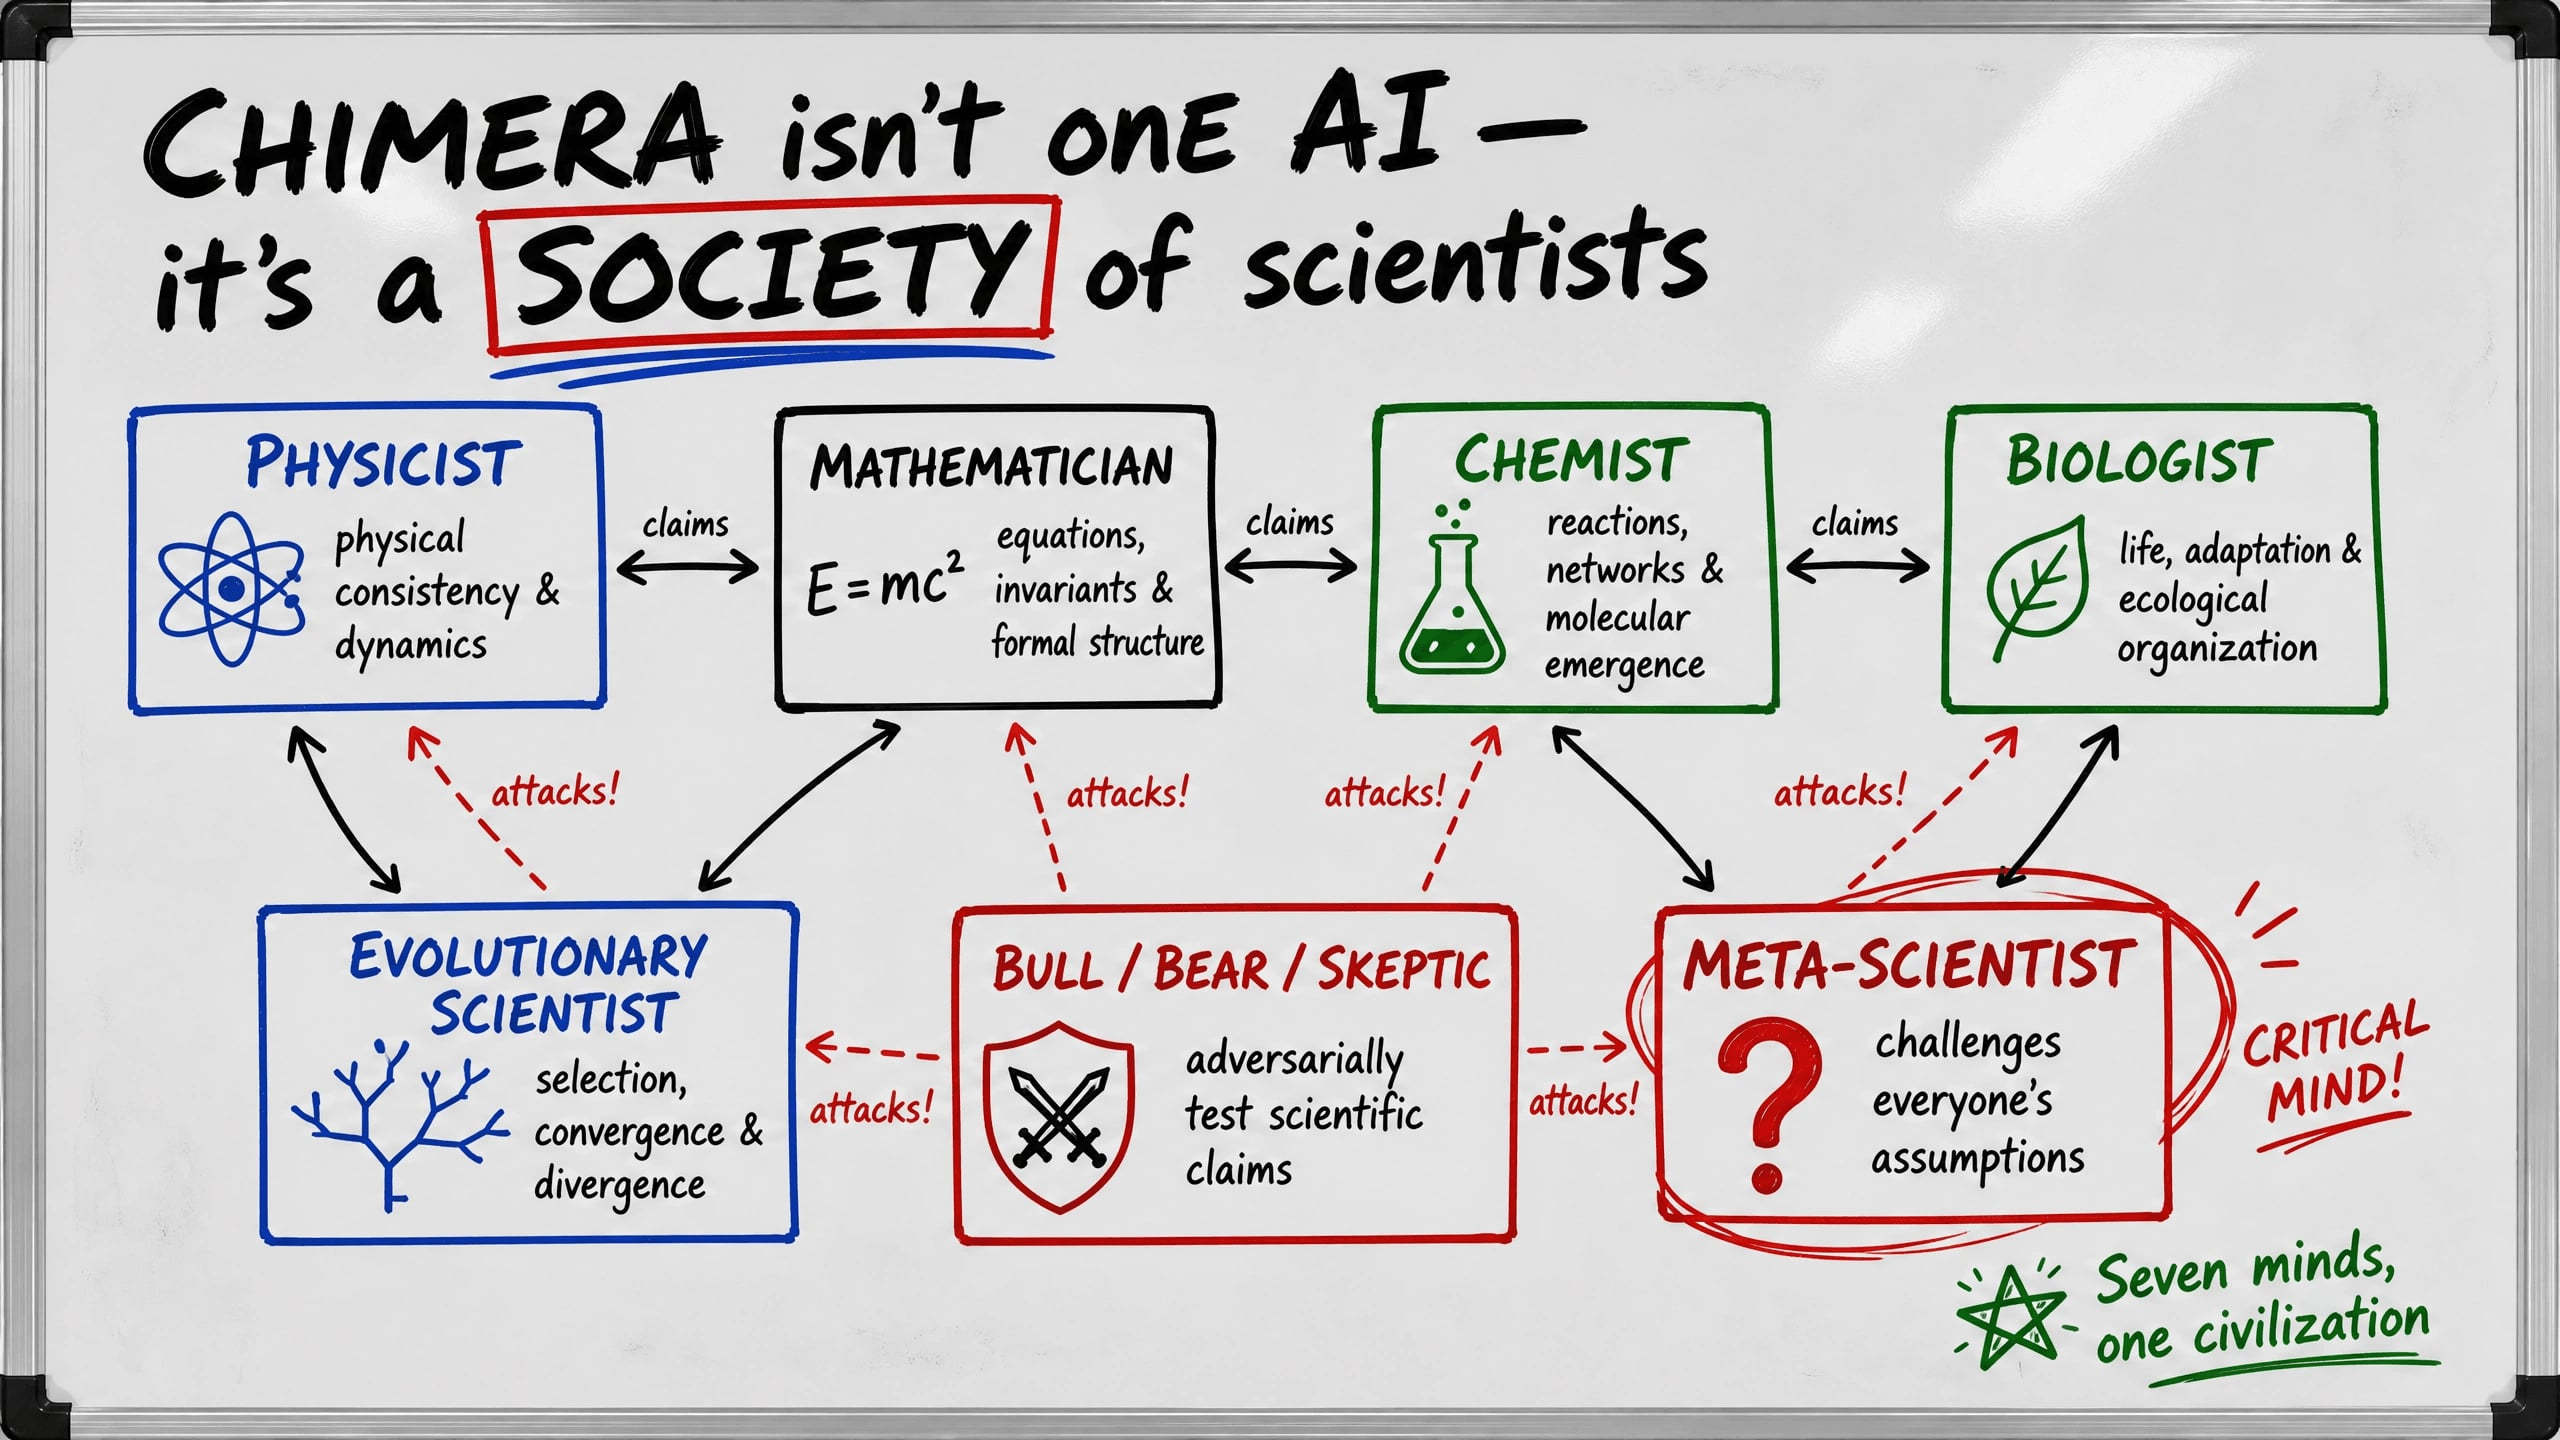 CHIMERA isn't one AI —
it's a SOCIETY of scientists
PHYSICIST
physical
consistency &
dynamics
claims
MATHEMATICIAN
E = mc²
equations,
invariants &
formal structure
claims
CHEMIST
reactions,
networks &
molecular
emergence
claims
BIOLOGIST
life, adaptation &
ecological
organization
attacks!
attacks!
attacks!
attacks!
EVOLUTIONARY
SCIENTIST
selection,
convergence &
divergence
attacks!
BULL / BEAR / SKEPTIC
adversarially
test scientific
claims
attacks!
META-SCIENTIST
challenges
everyone's
assumptions
CRITICAL
MIND!
Seven minds,
one civilization